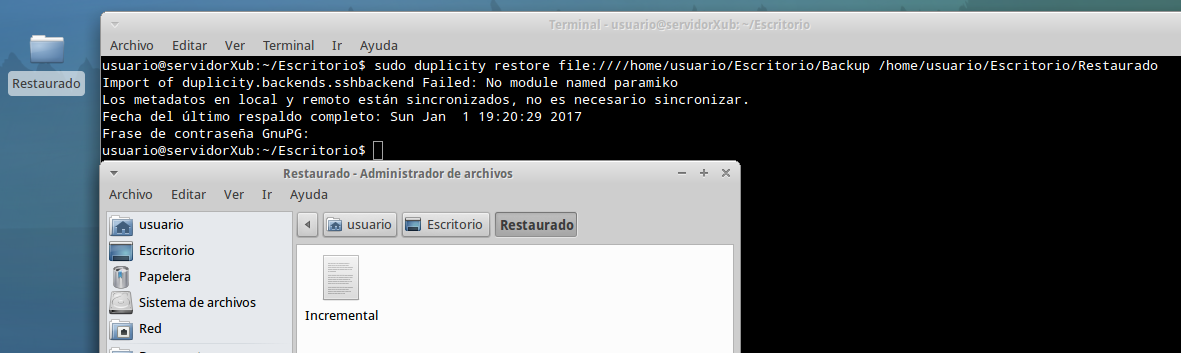 Restaurado
Terminal - usuario@servidorXub: ~/Escritorio
Archivo Editar Ver Terminal Ir Ayuda
usuario@servidorXub:~/Escritorio$ sudo duplicity restore file:////home/usuario/Escritorio/Backup /home/usuario/Escritorio/Restaurado
Import of duplicity.backends.sshbackend Failed: No module named paramiko
Los metadatos en local y remoto están sincronizados, no es necesario sincronizar.
Fecha del último respaldo completo: Sun Jan  1 19:20:29 2017
Frase de contraseña GnuPG:
usuario@servidorXub:~/Escritorio$
Restaurado - Administrador de archivos
Archivo Editar Ver Ir Ayuda
usuario Escritorio Restaurado
usuario
Escritorio
Papelera
Sistema de archivos
Red
Incremental